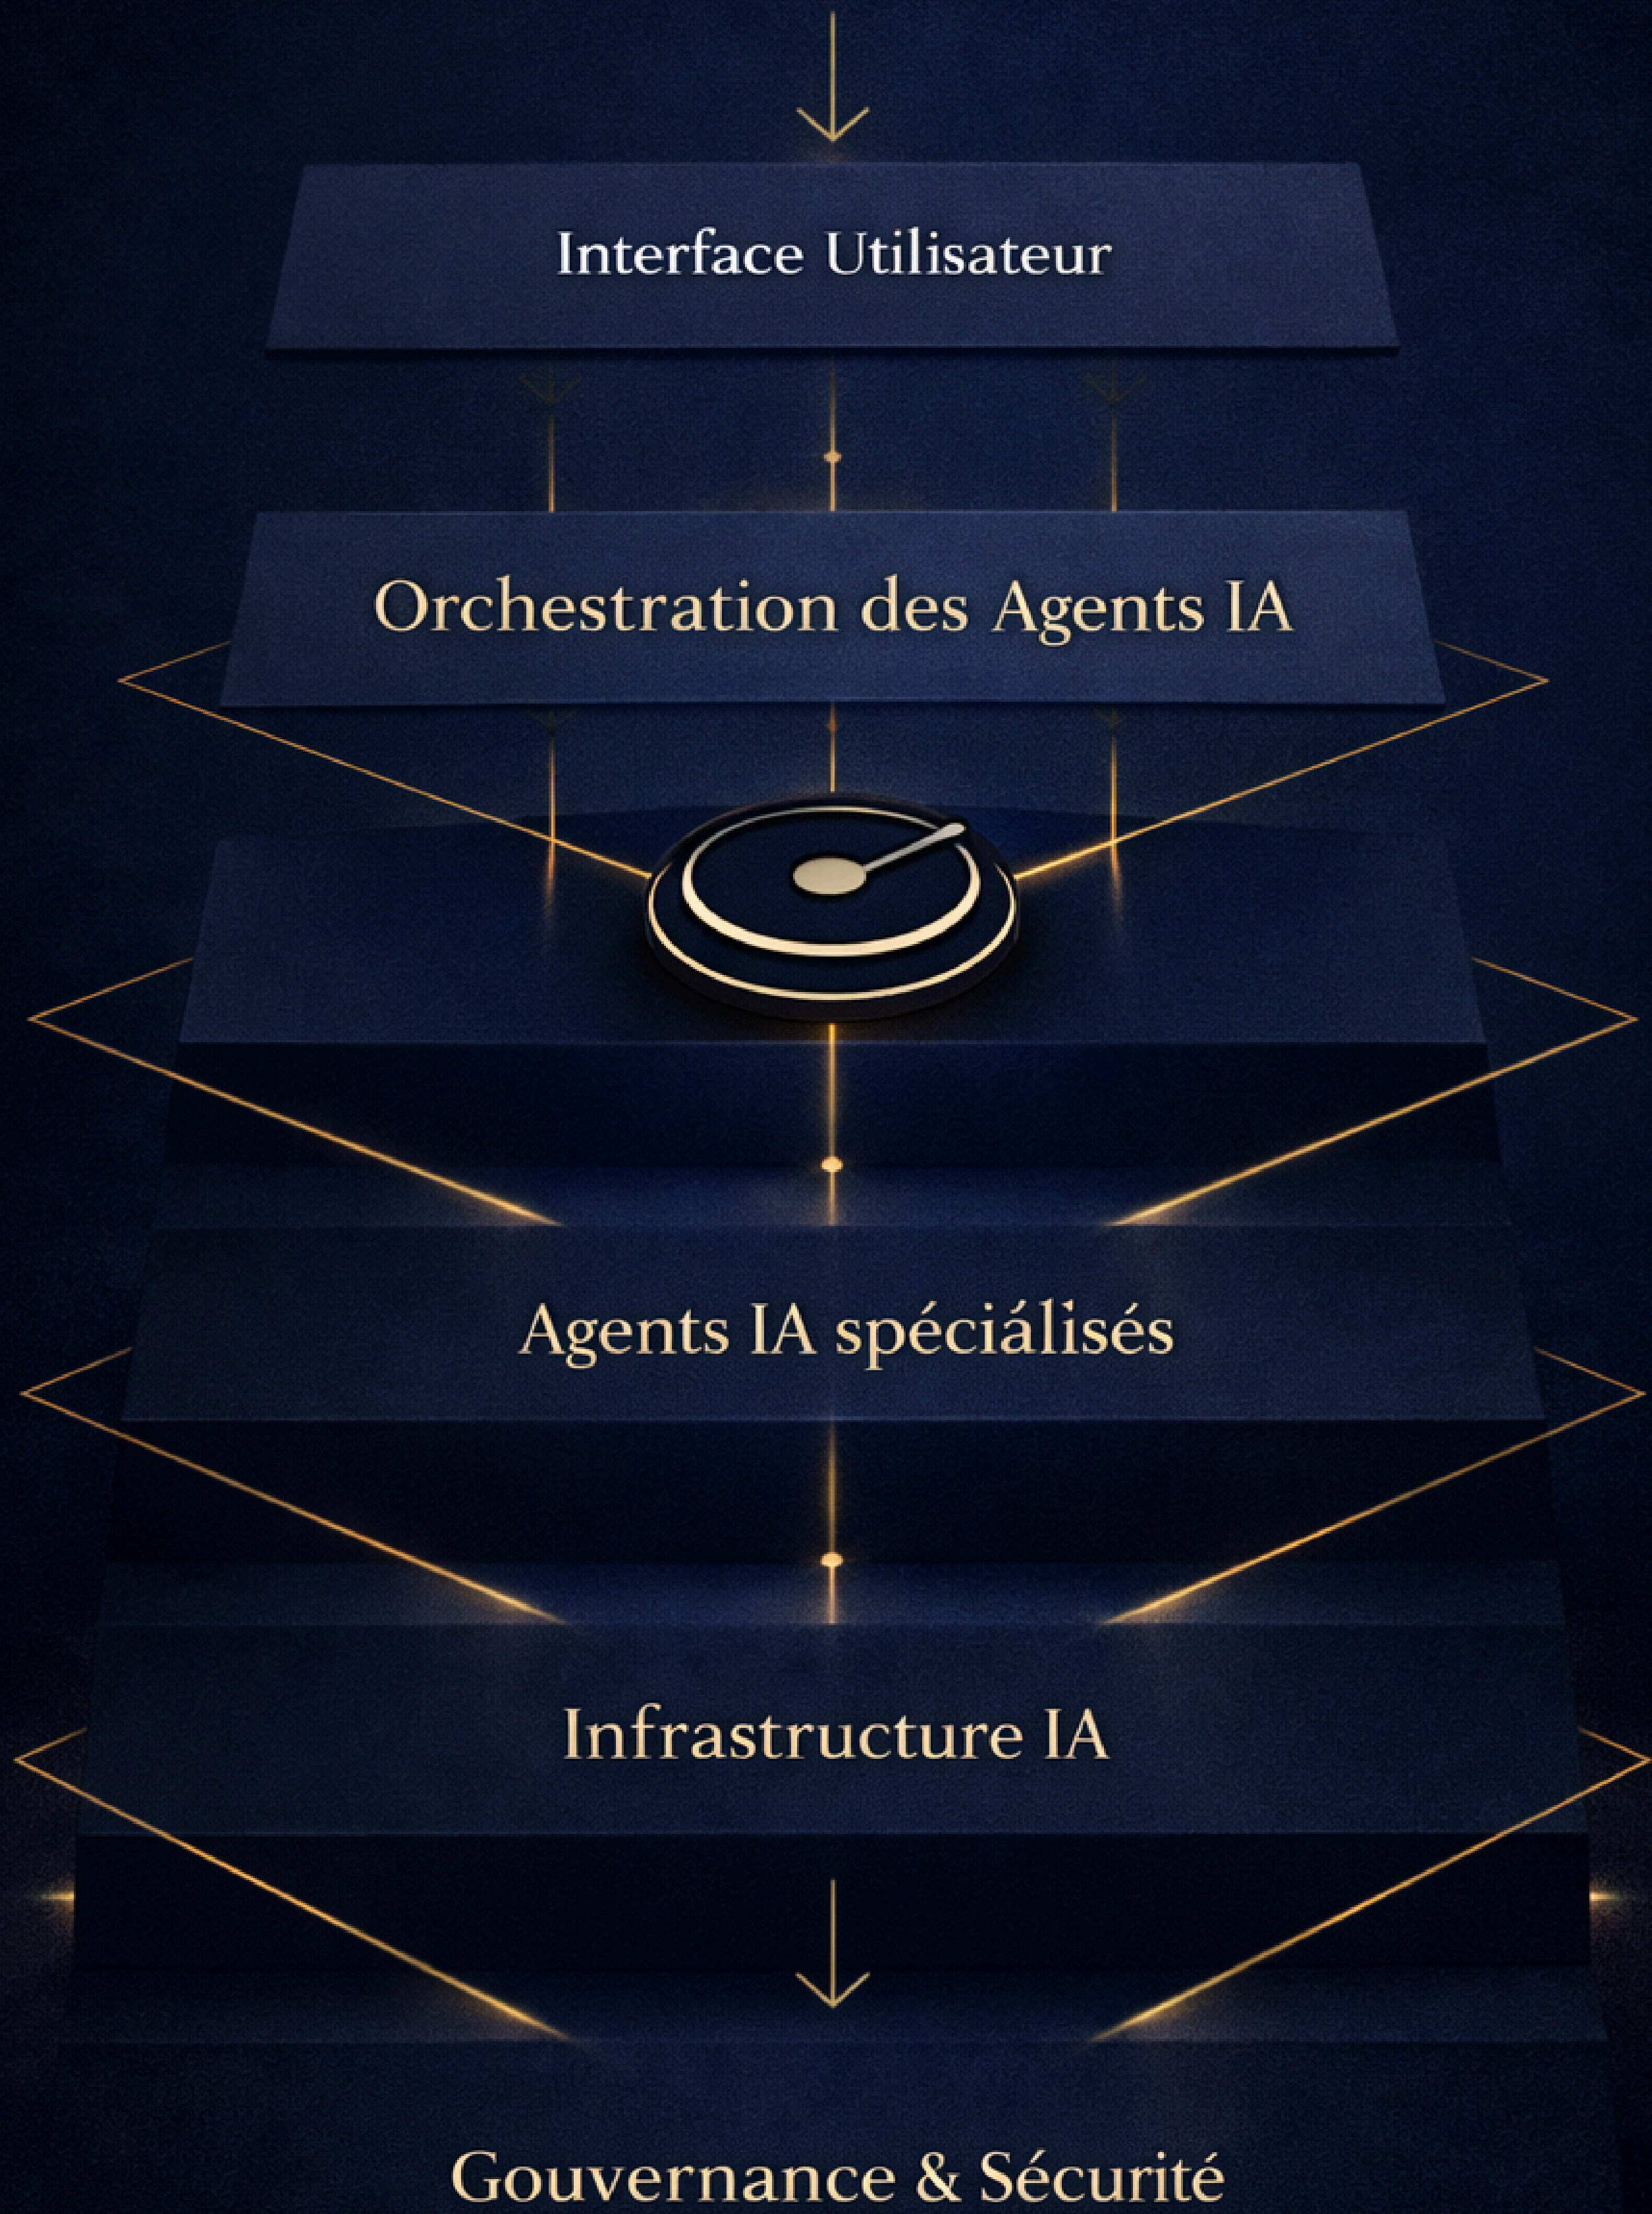 Interface Utilisateur
Orchestration des Agents IA
Agents IA spéciálisés
Infrastructure IA
Gouvernance & Sécurité